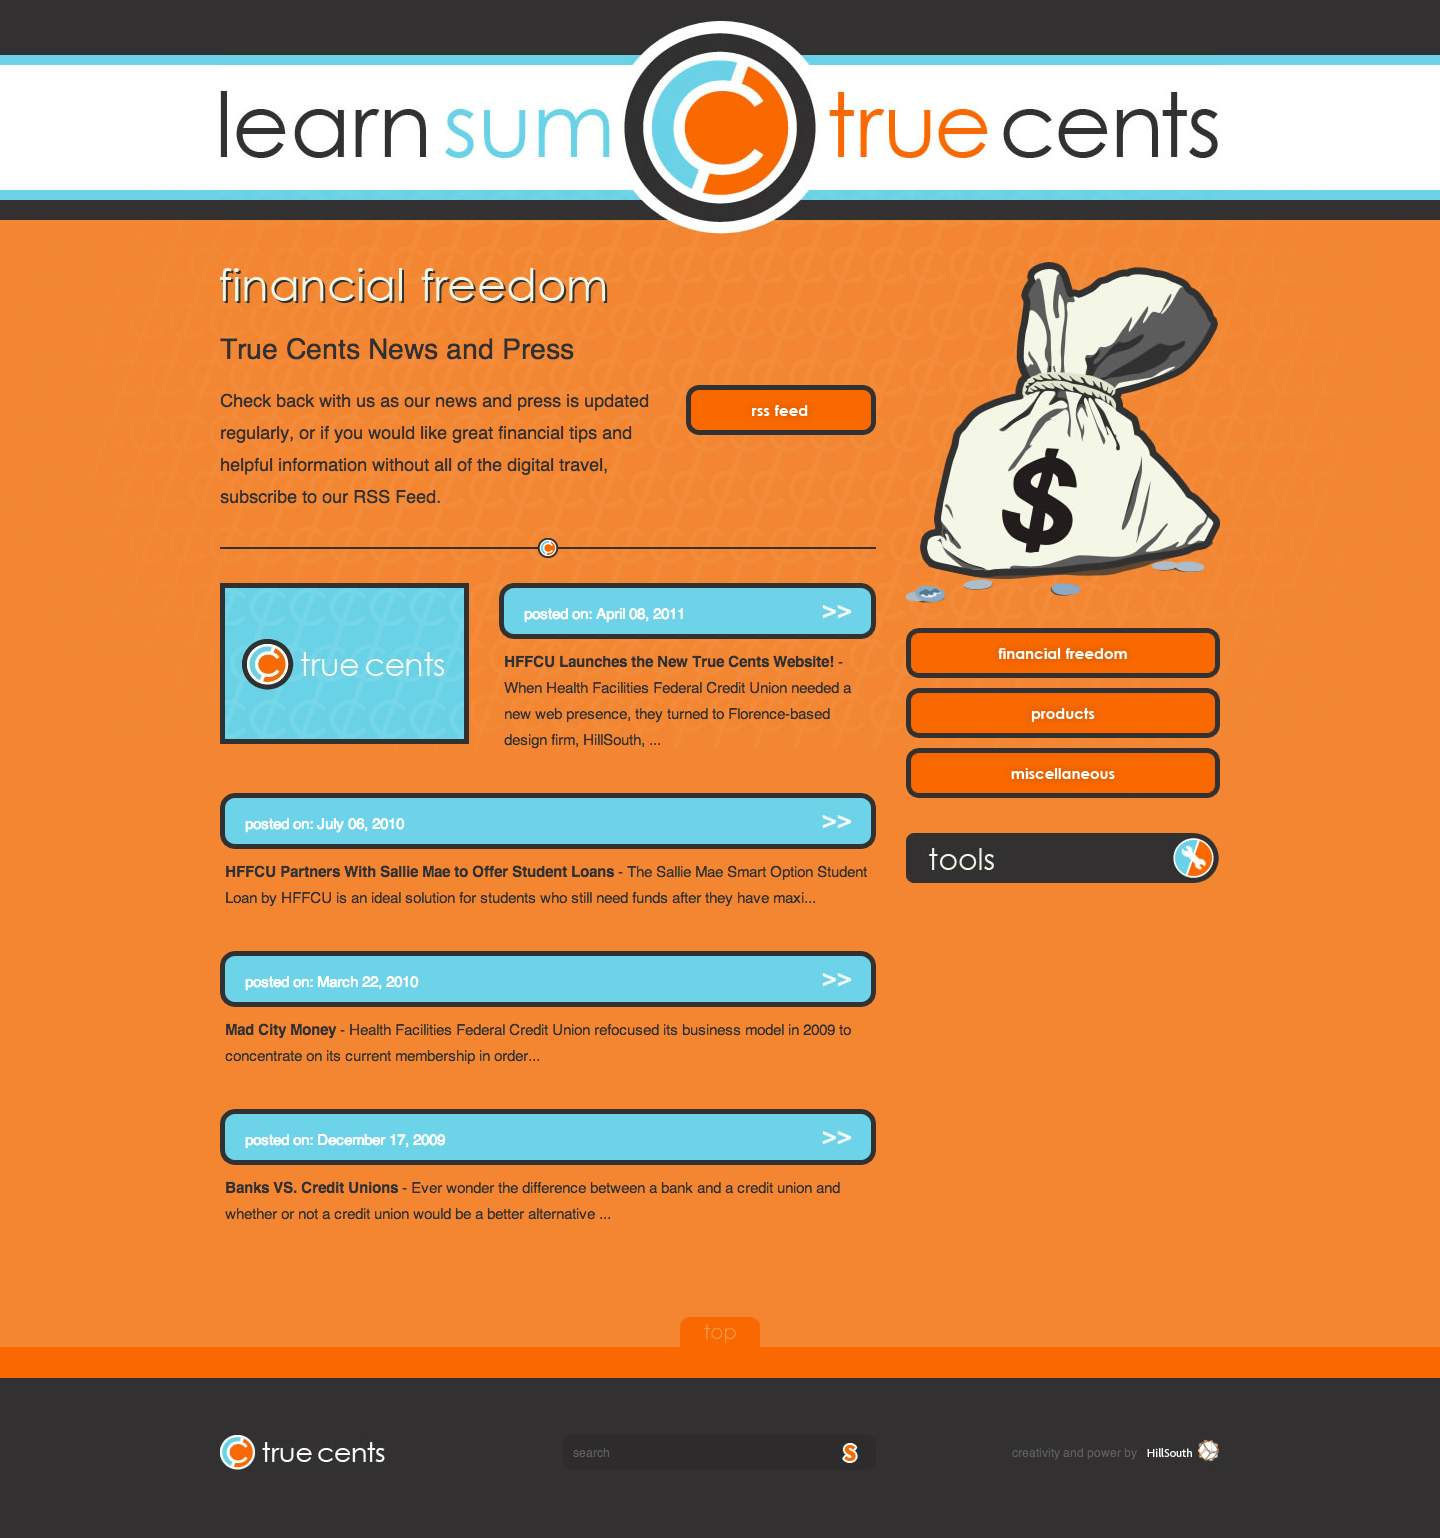 learn sum true cents
financial freedom
True Cents News and Press
Check back with us as our news and press is updated
regularly, or if you would like great financial tips and
helpful information without all of the digital travel,
subscribe to our RSS Feed.
rss feed
$
true cents
posted on: April 08, 2011 >>
HFFCU Launches the New True Cents Website! -
When Health Facilities Federal Credit Union needed a
new web presence, they turned to Florence-based
design firm, HillSouth, ...
posted on: July 06, 2010 >>
HFFCU Partners With Sallie Mae to Offer Student Loans - The Sallie Mae Smart Option Student
Loan by HFFCU is an ideal solution for students who still need funds after they have maxi...
posted on: March 22, 2010 >>
Mad City Money - Health Facilities Federal Credit Union refocused its business model in 2009 to
concentrate on its current membership in order...
posted on: December 17, 2009 >>
Banks VS. Credit Unions - Ever wonder the difference between a bank and a credit union and
whether or not a credit union would be a better alternative ...
financial freedom
products
miscellaneous
tools
top
true cents
search
S
creativity and power by HillSouth